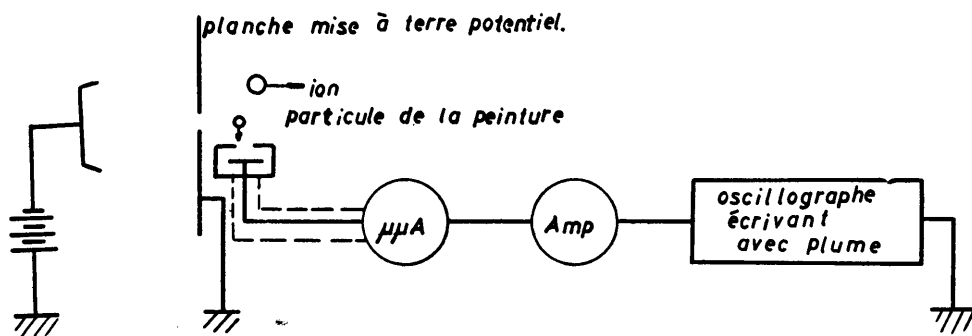 planche mise à terre potentiel.
ion
particule de la peinture
µµA
Amp
oscillographe
écrivant
avec plume